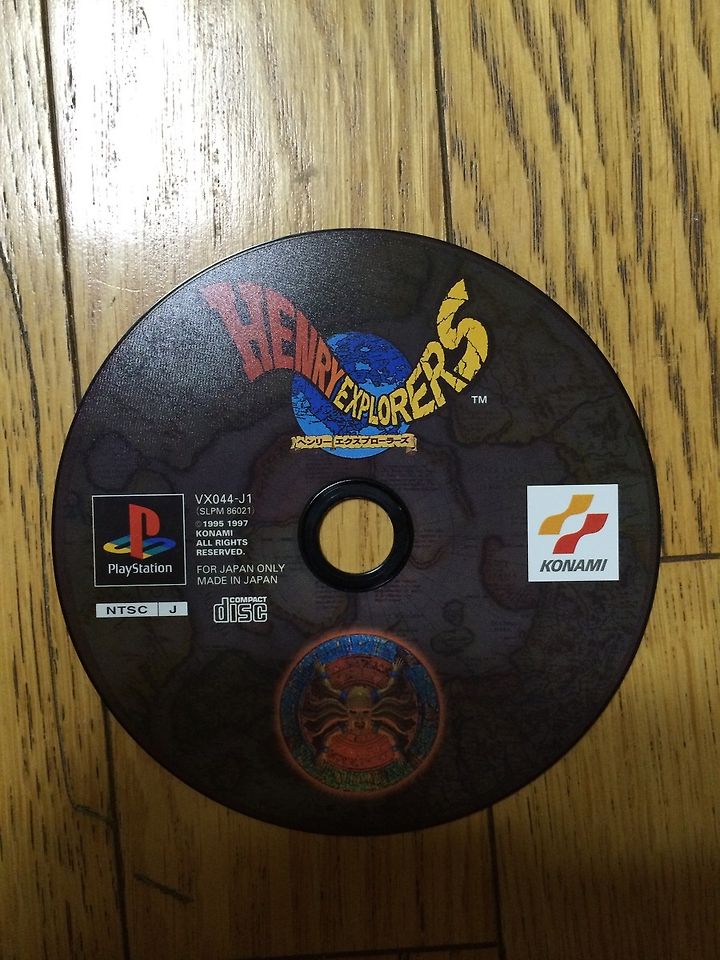 HENRY EXPLORERS
TM
ヘンリーエクスプローラーズ
PlayStation
NTSC J
VX044-J1
(SLPM 86021)
©1995 1997
KONAMI
ALL RIGHTS
RESERVED.
FOR JAPAN ONLY
MADE IN JAPAN
COMPACT
disc
KONAMI